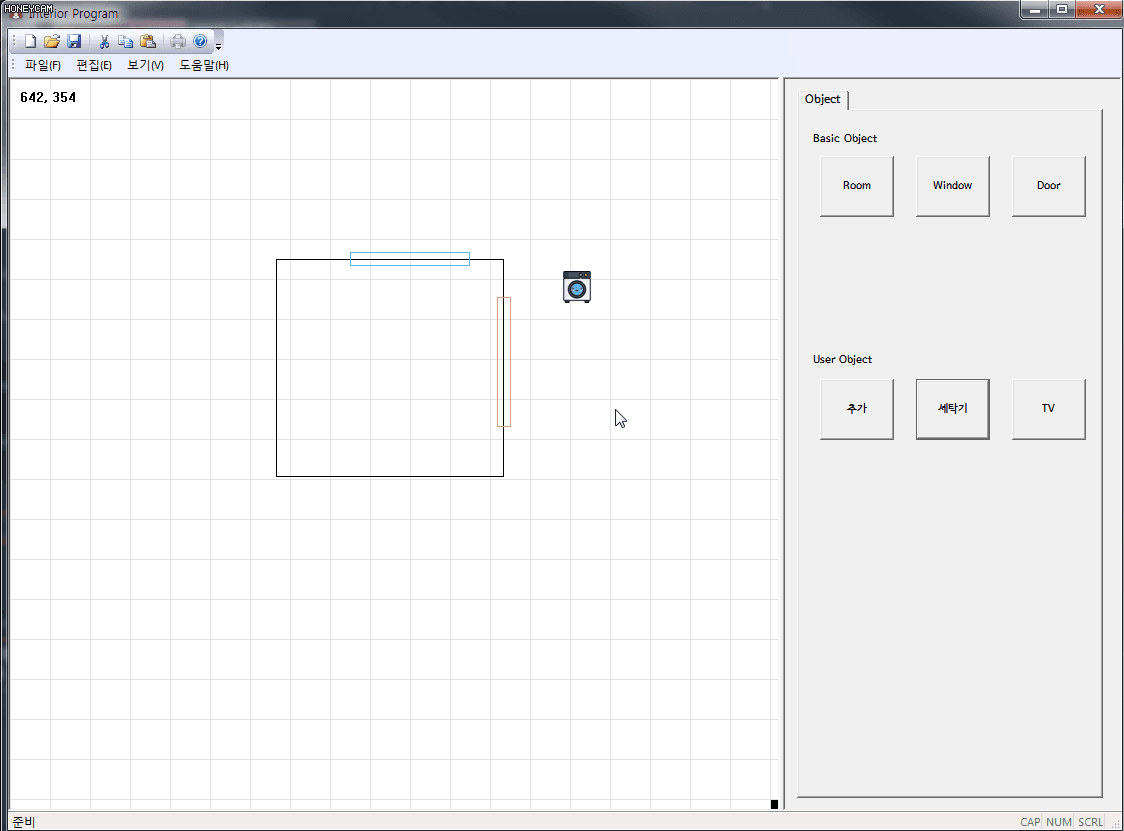 HONEYCAM
Interior Program
파일(F) 편집(E) 보기(V) 도움말(H)
642, 354
Object
Basic Object
Room Window Door
User Object
추가 세탁기 TV
준비 CAP NUM SCRL